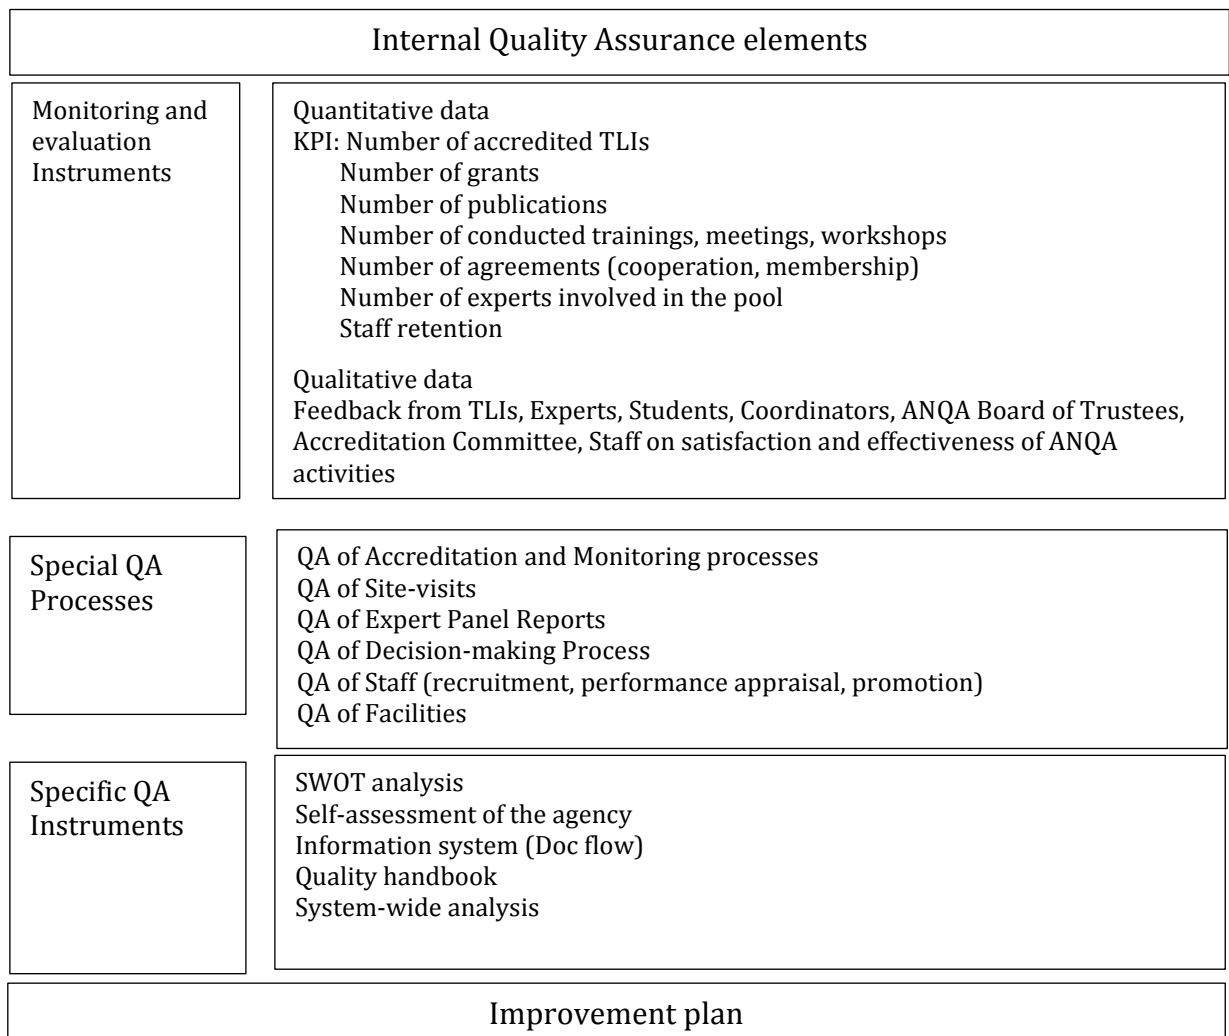 Internal Quality Assurance elements
Monitoring and
evaluation
Instruments
Quantitative data
KPI: Number of accredited TLIs
Number of grants
Number of publications
Number of conducted trainings, meetings, workshops
Number of agreements (cooperation, membership)
Number of experts involved in the pool
Staff retention
Qualitative data
Feedback from TLIs, Experts, Students, Coordinators, ANQA Board of Trustees,
Accreditation Committee, Staff on satisfaction and effectiveness of ANQA
activities
Special QA
Processes
QA of Accreditation and Monitoring processes
QA of Site-visits
QA of Expert Panel Reports
QA of Decision-making Process
QA of Staff (recruitment, performance appraisal, promotion)
QA of Facilities
Specific QA
Instruments
SWOT analysis
Self-assessment of the agency
Information system (Doc flow)
Quality handbook
System-wide analysis
Improvement plan